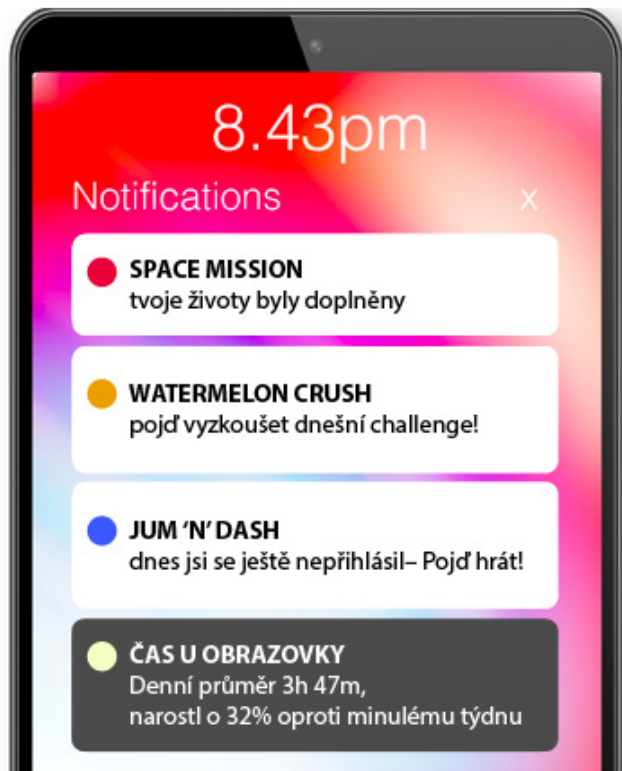 8.43pm
Notifications x
SPACE MISSION
tvoje životy byly doplněny
WATERMELON CRUSH
pojď vyzkoušet dnešní challenge!
JUM ‘N’ DASH
dnes jsi se ještě nepřihlásil– Pojď hrát!
ČAS U OBRAZOVKY
Denní průměr 3h 47m,
narostl o 32% oproti minulému týdnu